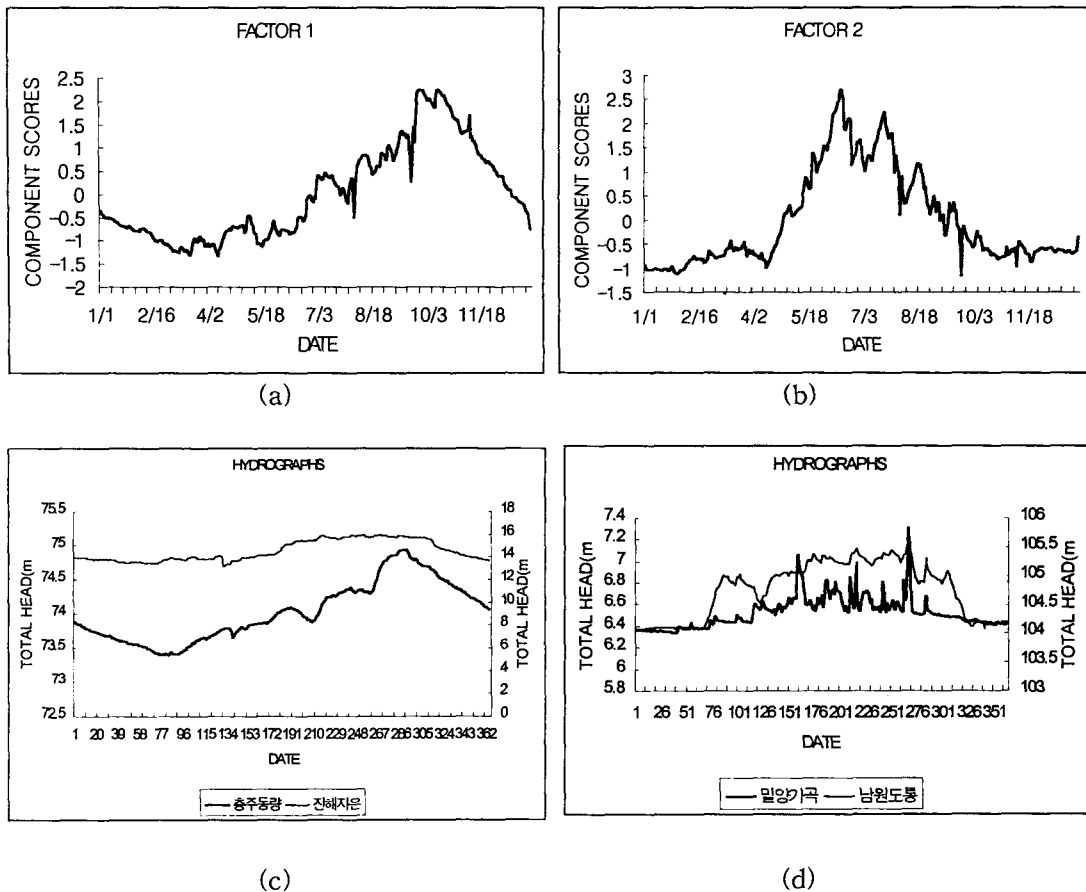 FACTOR 1
COMPONENT SCORES
2.5
2
1.5
1
0.5
0
-0.5
-1
-1.5
-2
1/1 2/16 4/2 5/18 7/3 8/18 10/3 11/18
DATE
(a)
FACTOR 2
COMPONENT SCORES
3
2.5
2
1.5
1
0.5
0
-0.5
-1
-1.5
1/1 2/16 4/2 5/18 7/3 8/18 10/3 11/18
DATE
(b)
HYDROGRAPHS
TOTAL HEAD(m
75.5
75
74.5
74
73.5
73
72.5
18
16
14
12
10
8
6
4
2
0
TOTAL HEAD(m
1 20 39 58 77 96 115 134 153 172 191 210 229 248 267 286 305 324 343 362
DATE
충주동량 진해자은
(c)
HYDROGRAPHS
TOTAL HEAD(m
7.4
7.2
7
6.8
6.6
6.4
6.2
6
5.8
106
105.5
105
104.5
104
103.5
103
TOTAL HEAD(m
1 26 51 76 101 126 151 176 201 226 251 276 301 326 351
DATE
밀양가곡 남원도통
(d)